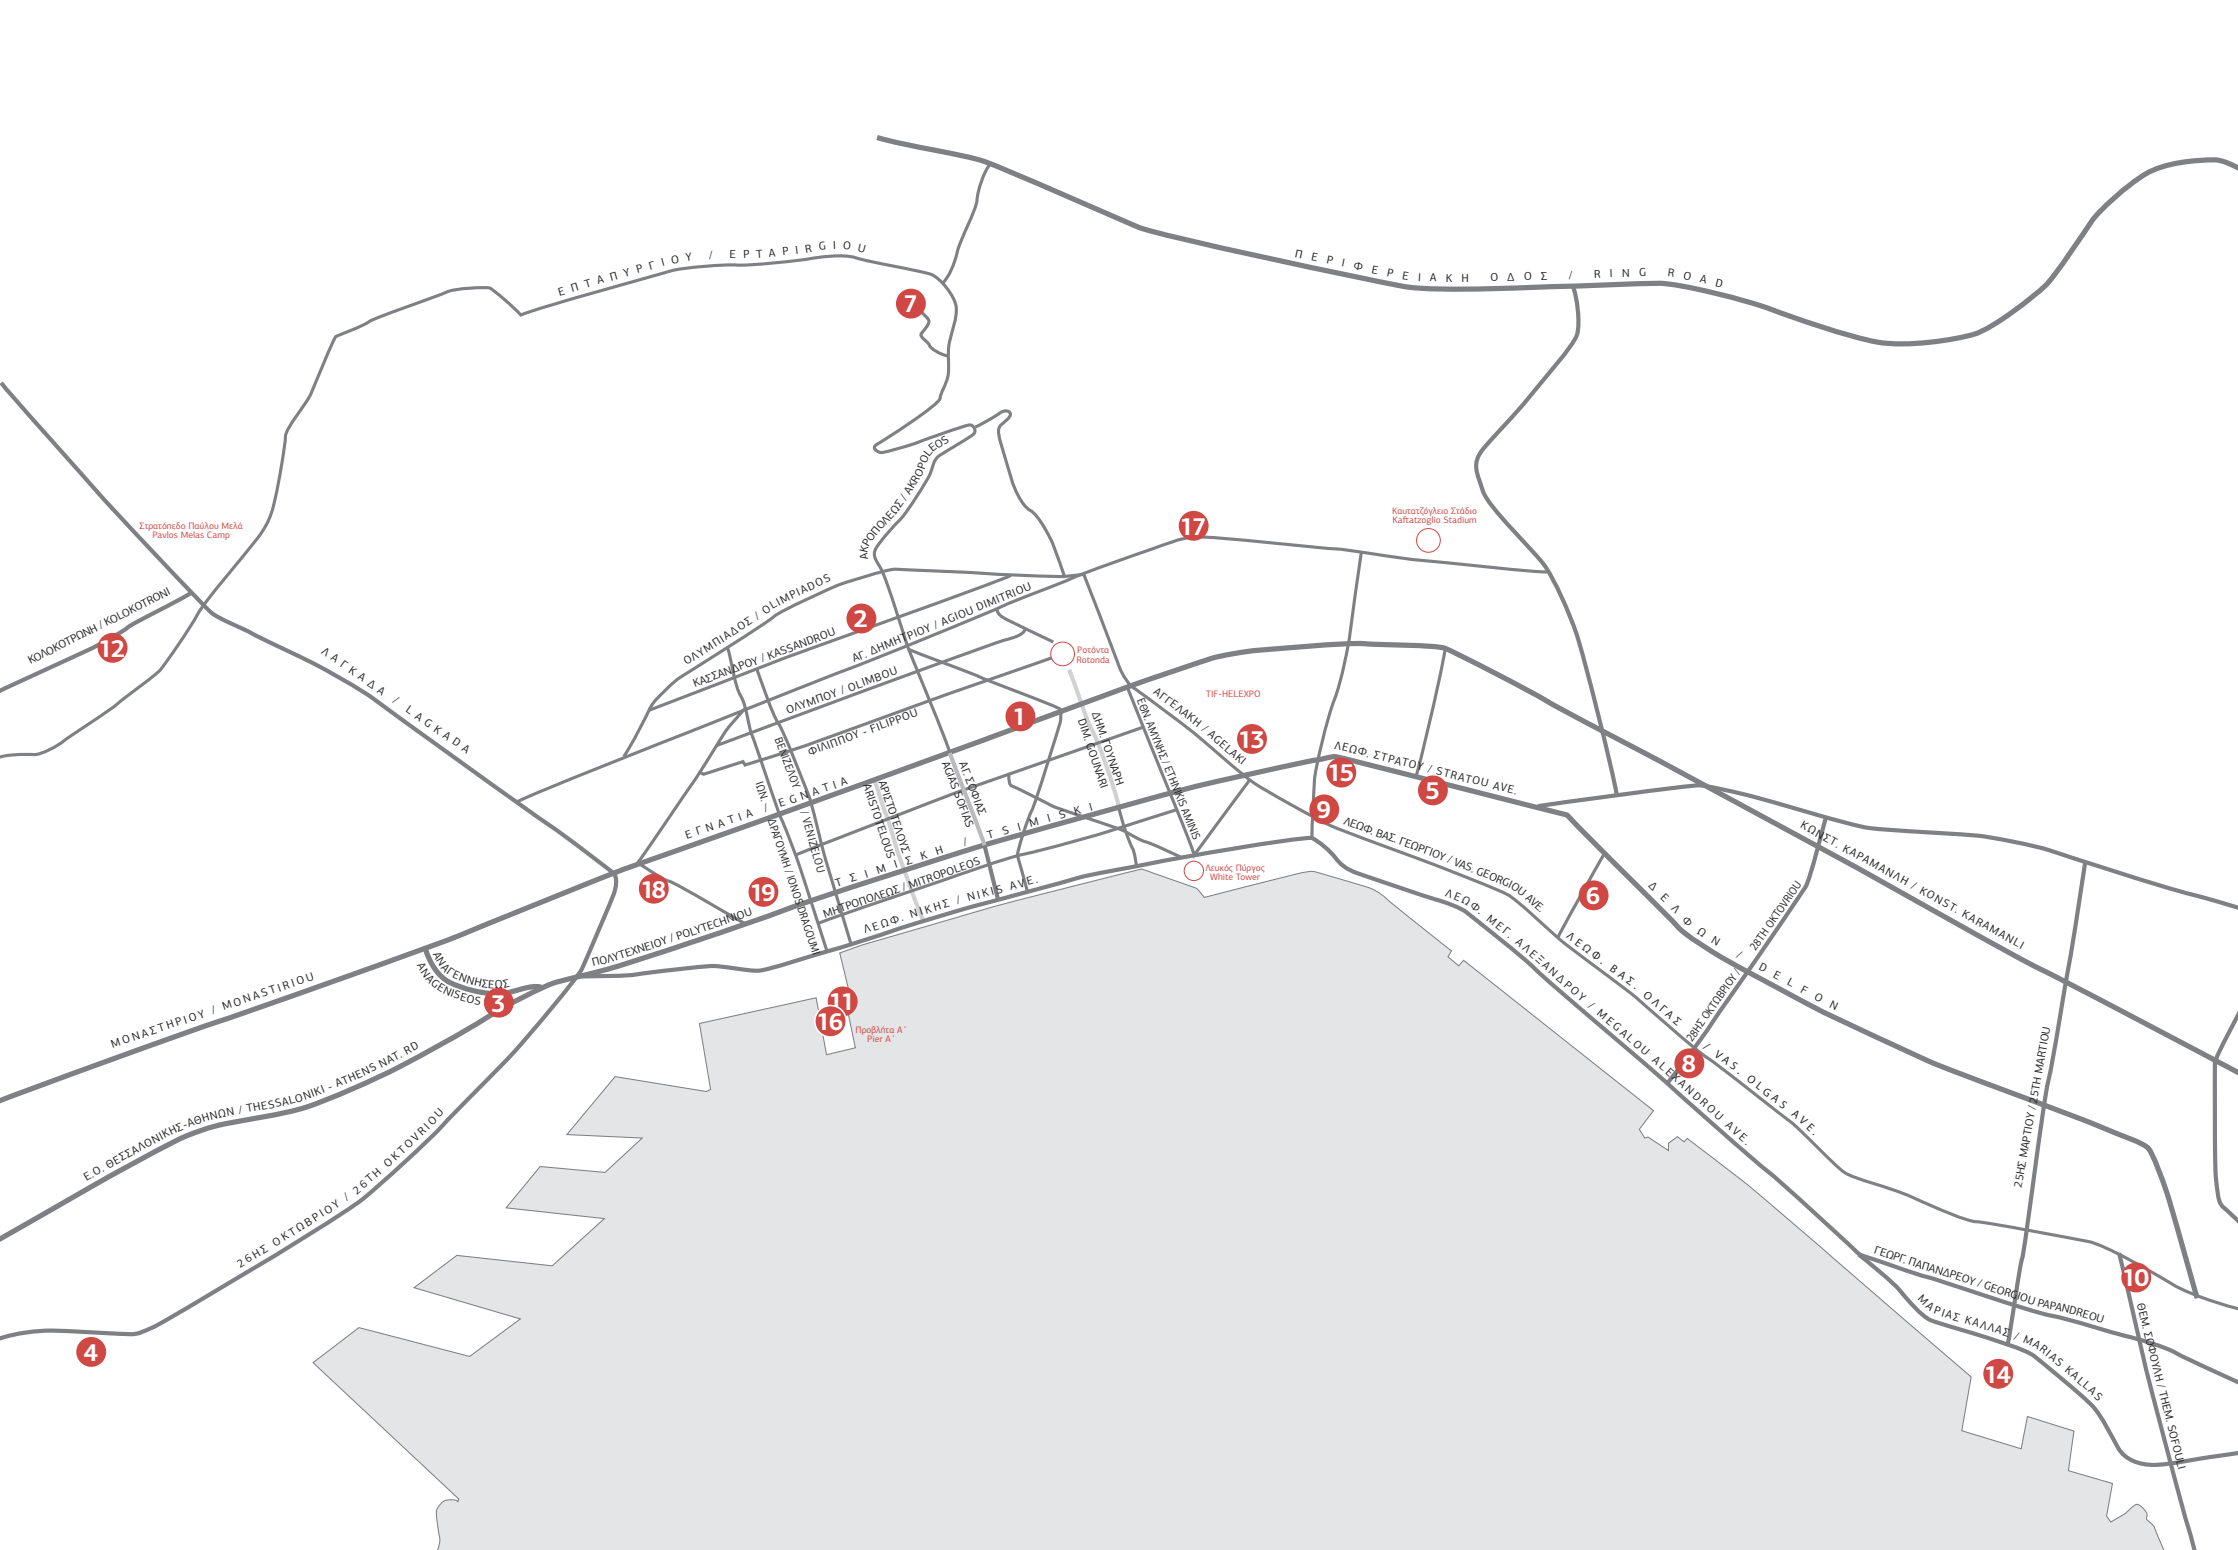 ΠΕΡΙΦΕΡΕΙΑΚΗ ΟΔΟΣ / RING ROAD
ΕΠΤΑΠΥΡΓΙΟΥ / EPTAPIRGIOU
7
ΑΚΡΟΠΟΛΕΩΣ / AKROPOLEOS
Στρατόπεδο Παύλου Μελά
Pavlos Melas Camp
17
Καυτατζόγλειο Στάδιο
Kaftatzoglio Stadium
ΚΟΛΟΚΟΤΡΩΝΗ / KOLOKOTRONI
12
ΛΑΓΚΑΔΑ / LAGKADA
ΟΛΥΜΠΙΑΔΟΣ / OLIMPIADOS
2
ΚΑΣΣΑΝΔΡΟΥ / KASSANDROU
ΑΓ. ΔΗΜΗΤΡΙΟΥ / AGIOU DIMITRIOU
ΟΛΥΜΠΟΥ / OLIMBOU
ΦΙΛΙΠΠΟΥ - FILIPPOU
Ροτόντα
Rotonda
TIF-HELEXPO
1
ΑΓΓΕΛΑΚΗ / AGELAKI
13
ΕΘΝ. ΑΜΥΝΗΣ / ETHNIKIS AMINIS
ΔΗΜ. ΓΟΥΝΑΡΗ
DIM. GOUNARI
ΒΕΝΙΖΕΛΟΥ / VENIZELOU
ΙΩΝ. ΔΡΑΓΟΥΜΗ / IONOS DRAGOUMI
ΕΓΝΑΤΙΑ / EGNATIA
ΑΡΙΣΤΟΤΕΛΟΥΣ
ARISTOTELOUS
ΑΓ. ΣΟΦΙΑΣ
AGIAS SOFIAS
ΤΣΙΜΙΣΚΗ / TSIMISKI
ΜΗΤΡΟΠΟΛΕΩΣ / MITROPOLEOS
ΛΕΩΦ. ΝΙΚΗΣ / NIKIS AVE.
ΛΕΩΦ. ΣΤΡΑΤΟΥ / STRATOU AVE.
15
5
9
ΛΕΩΦ. ΒΑΣ. ΓΕΩΡΓΙΟΥ / VAS. GEORGIOU AVE.
Λευκός Πύργος
White Tower
18
19
ΠΟΛΥΤΕΧΝΕΙΟΥ / POLYTECHNIOU
ΜΟΝΑΣΤΗΡΙΟΥ / MONASTIRIOU
ΑΝΑΓΕΝΝΗΣΕΩΣ
ANAGENISEOS
3
11
16
Προβλήτα Α΄
Pier A΄
6
ΔΕΛΦΩΝ / DELFON
ΚΩΝΣΤ. ΚΑΡΑΜΑΝΛΗ / KONST. KARAMANLI
28ΗΣ ΟΚΤΩΒΡΙΟΥ / 28TH OKTOVRIOU
ΛΕΩΦ. ΒΑΣ. ΟΛΓΑΣ / VAS. OLGAS AVE.
8
ΛΕΩΦ. ΜΕΓ. ΑΛΕΞΑΝΔΡΟΥ / MEGALOU ALEXANDROU AVE.
Ε.Ο. ΘΕΣΣΑΛΟΝΙΚΗΣ-ΑΘΗΝΩΝ / THESSALONIKI - ATHENS NAT. RD
26ΗΣ ΟΚΤΩΒΡΙΟΥ / 26TH OKTOVRIOU
4
25ΗΣ ΜΑΡΤΙΟΥ / 25TH MARTIOU
ΓΕΩΡΓ. ΠΑΠΑΝΔΡΕΟΥ / GEORGIOU PAPANDREOU
10
ΜΑΡΙΑΣ ΚΑΛΛΑΣ / MARIAS KALLAS
14
ΘΕΜ. ΣΟΦΟΥΛΗ / THEM. SOFOULI